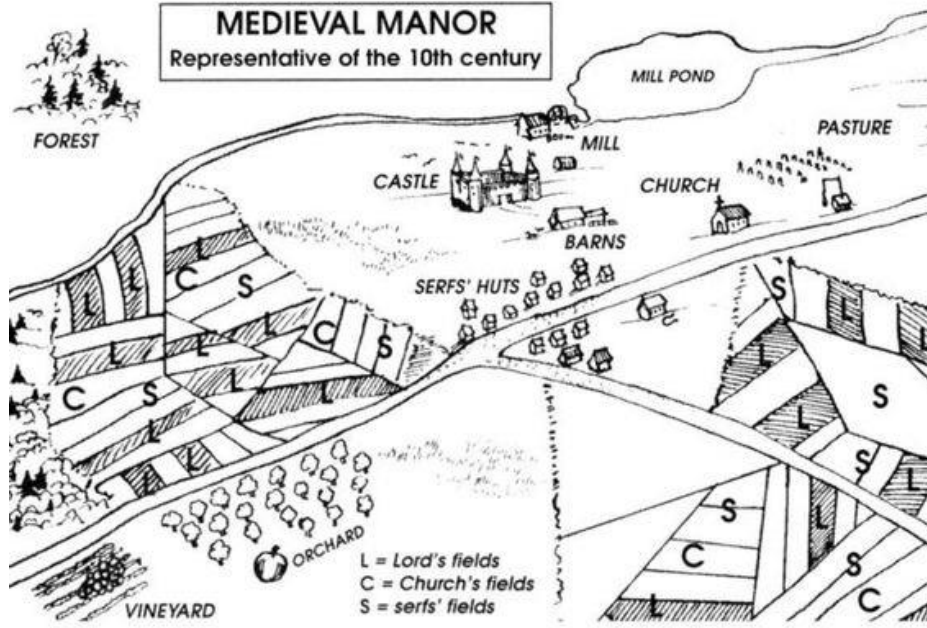 MEDIEVAL MANOR
Representative of the 10th century
MILL POND
FOREST
MILL
PASTURE
CASTLE
CHURCH
BARNS
SERFS' HUTS
L
C
S
L
L
S
L
L
C
S
L
L
L
L
C
S
L
L
L
C
S
L
L
L
S
L
L
S
L
S
C
L
S
C
L
ORCHARD
L = Lord's fields
C = Church's fields
S = serfs' fields
VINEYARD